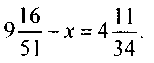 9 16/51 − x = 4 11/34.